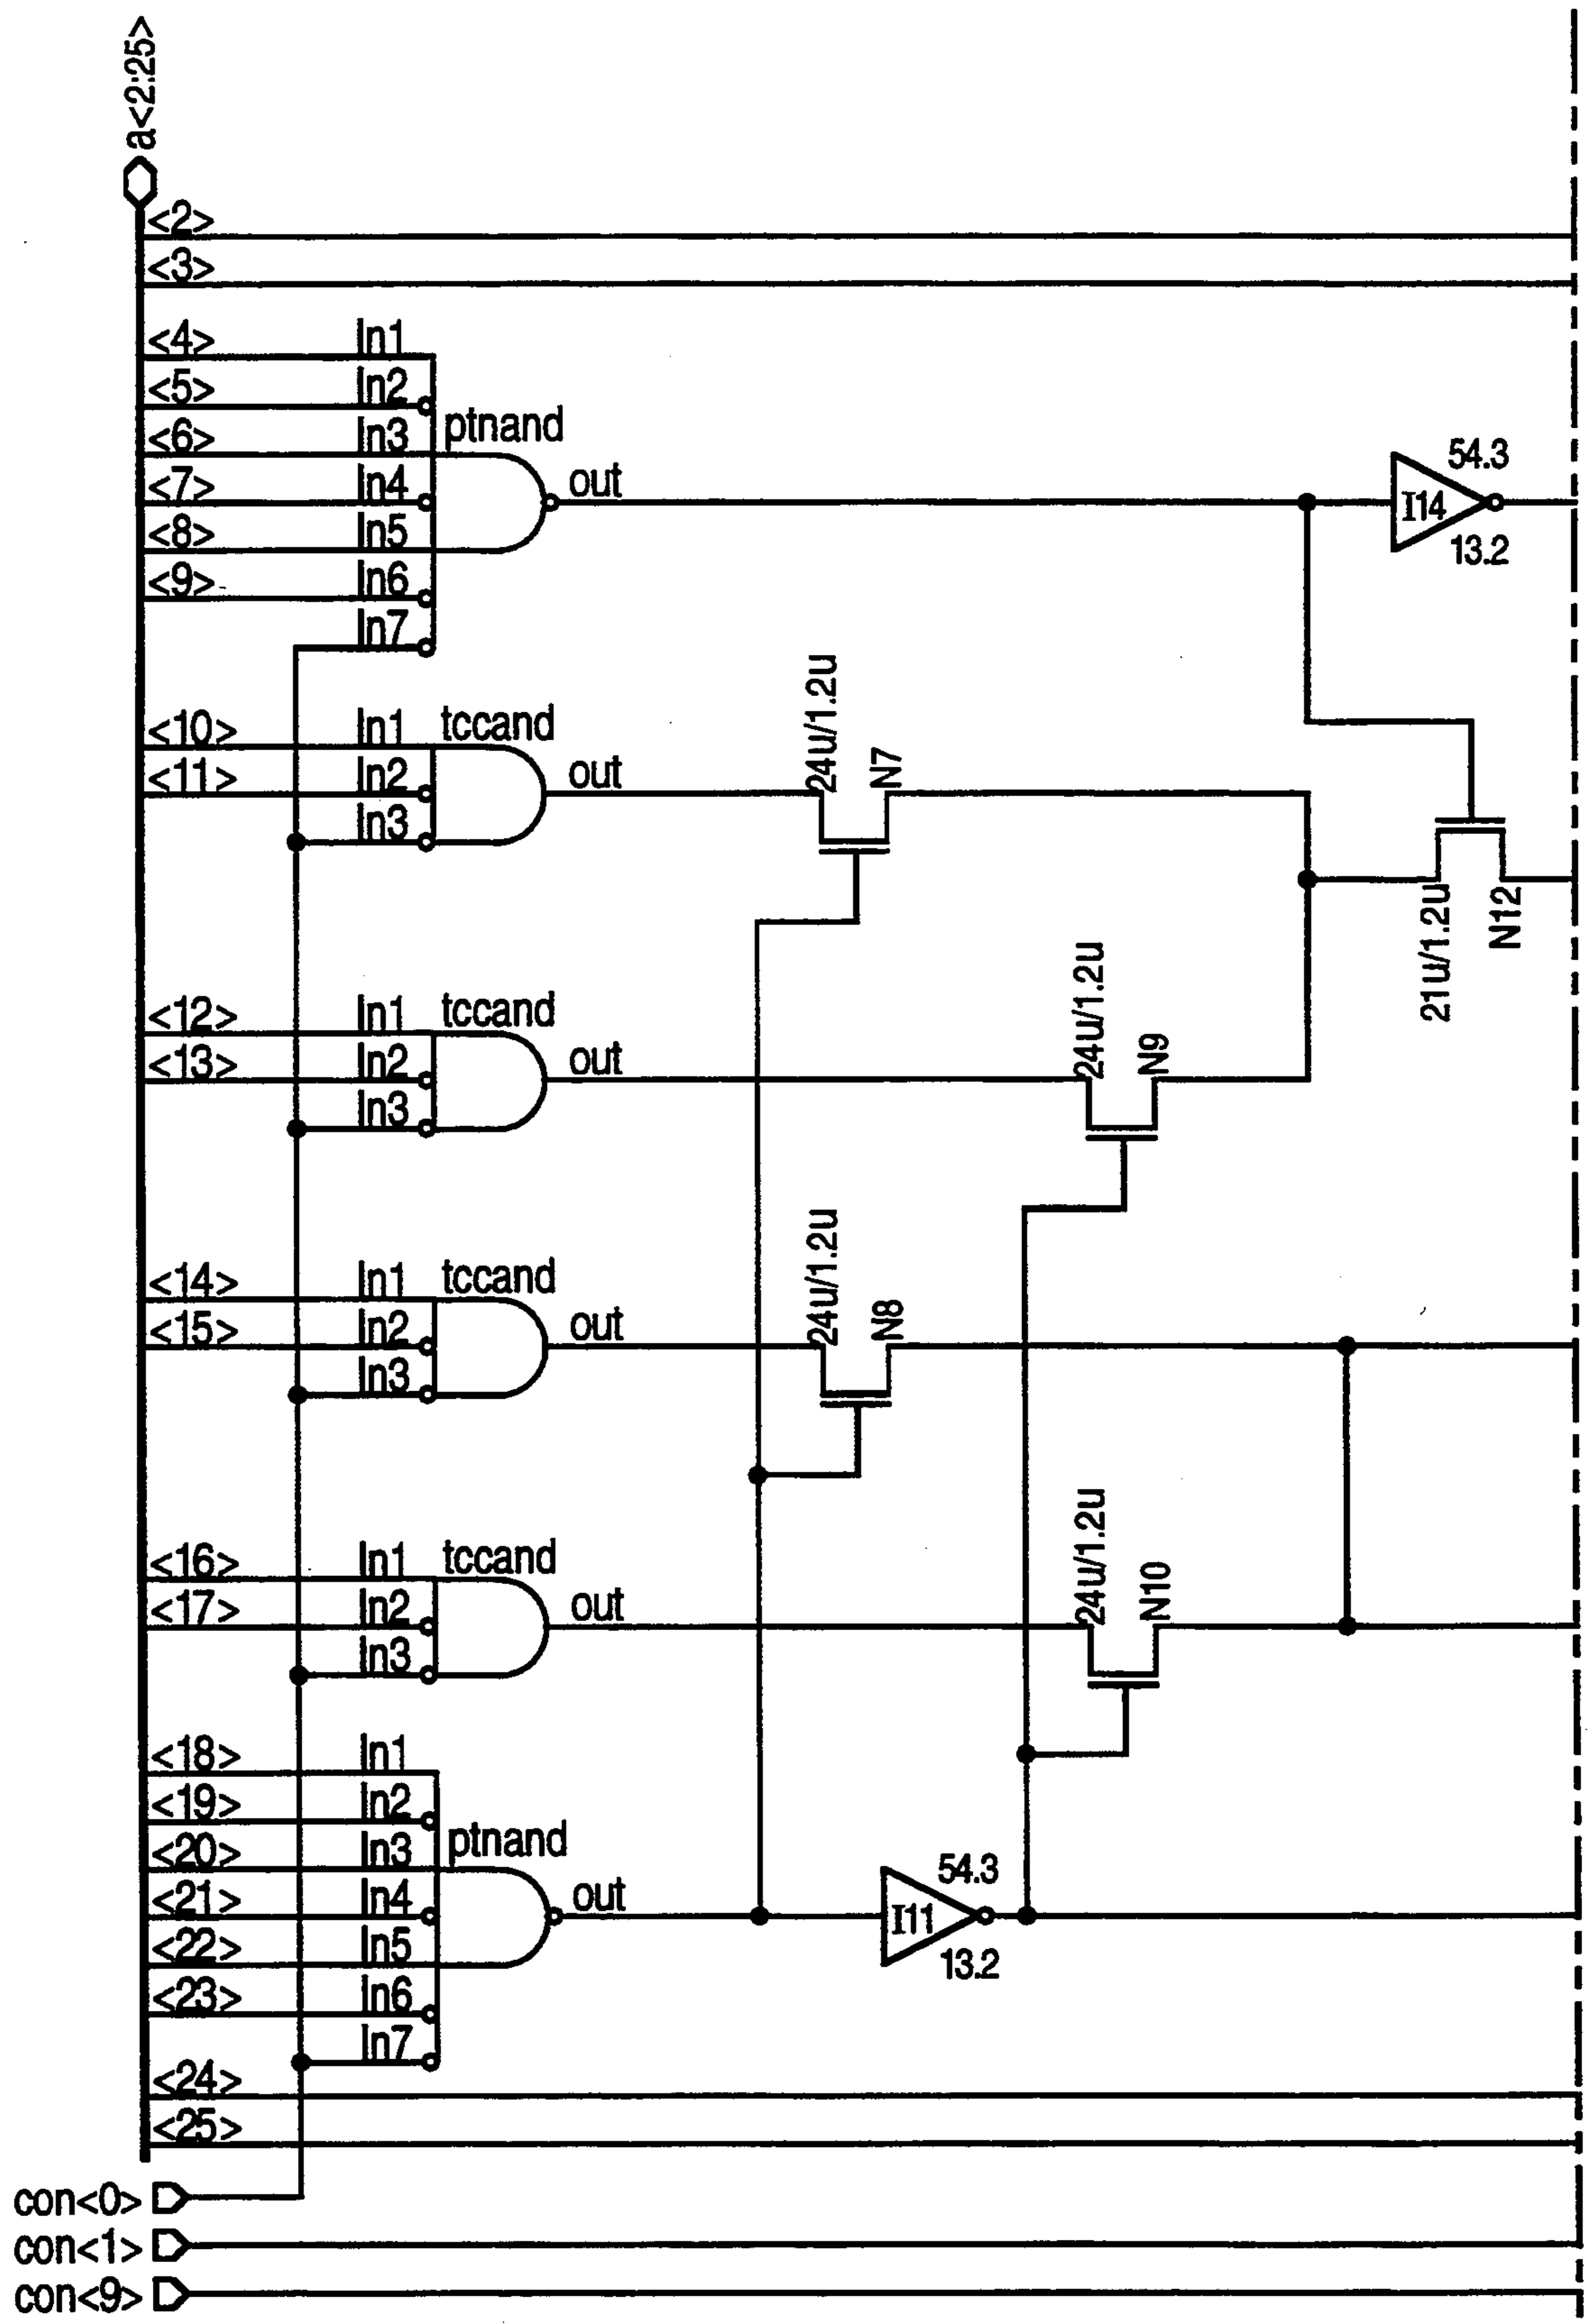 a<2:25>
<2>
<3>
<4> In1
<5> In2
<6> In3 ptnand
<7> In4 out
<8> In5
<9> In6
In7
54.3
I14
13.2
<10> In1 tccand
<11> In2 out
In3
24u/1.2u N7
21u/1.2u N12
<12> In1 tccand
<13> In2 out
In3
24u/1.2u N9
<14> In1 tccand
<15> In2 out
In3
24u/1.2u N8
<16> In1 tccand
<17> In2 out
In3
24u/1.2u N10
<18> In1
<19> In2
<20> In3 ptnand
<21> In4 out
<22> In5
<23> In6
In7
54.3
I11
13.2
<24>
<25>
con<0>
con<1>
con<9>